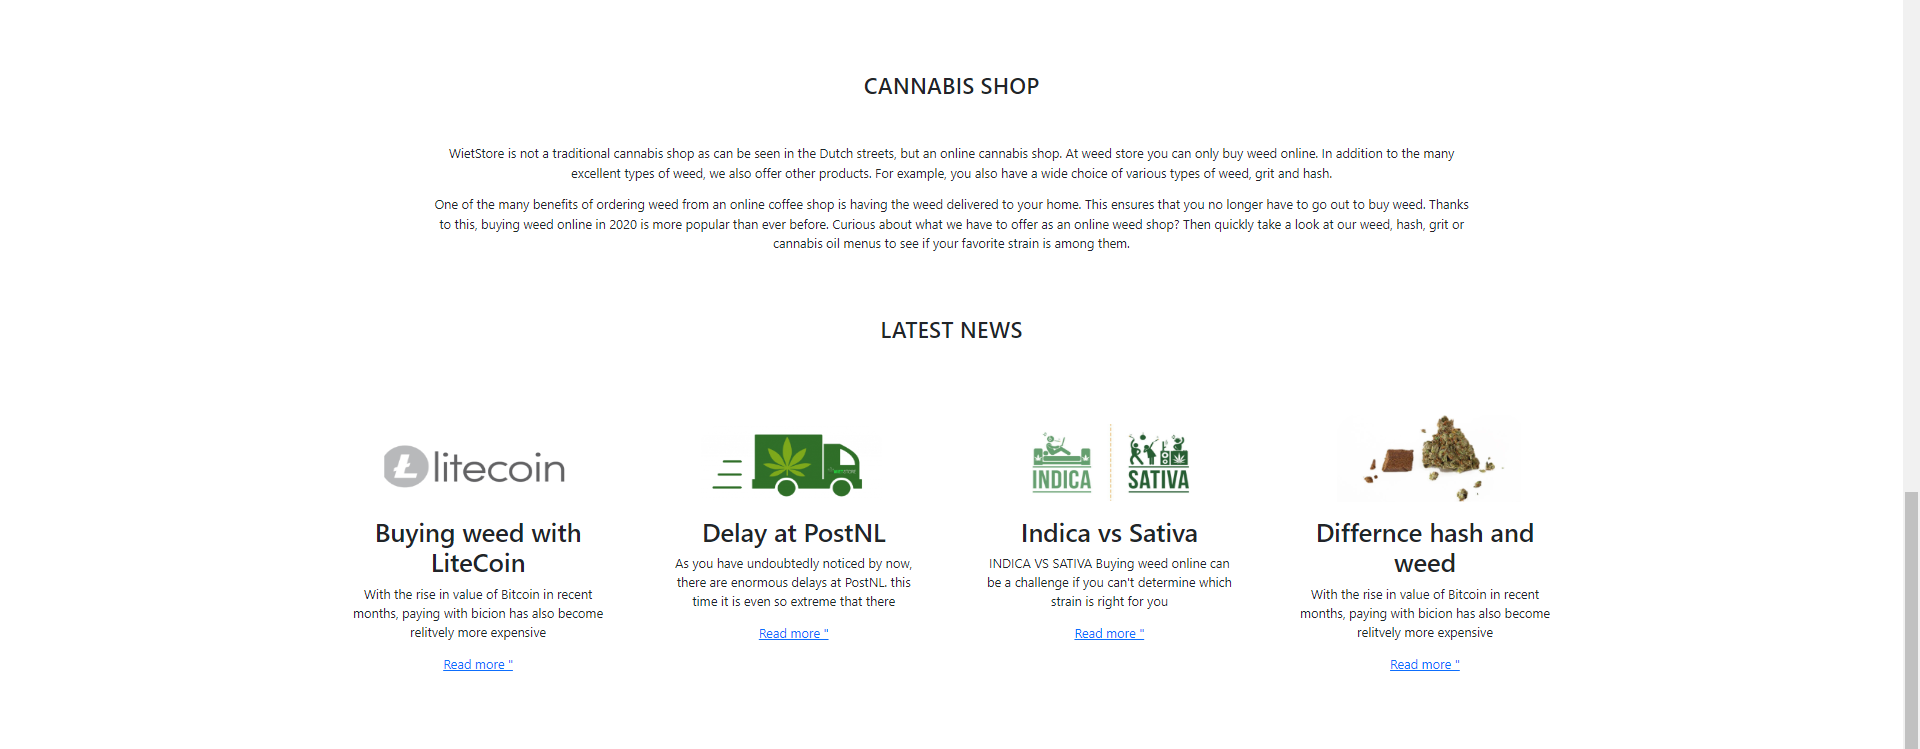 CANNABIS SHOP
WietStore is not a traditional cannabis shop as can be seen in the Dutch streets, but an online cannabis shop. At weed store you can only buy weed online. In addition to the many
excellent types of weed, we also offer other products. For example, you also have a wide choice of various types of weed, grit and hash.
One of the many benefits of ordering weed from an online coffee shop is having the weed delivered to your home. This ensures that you no longer have to go out to buy weed. Thanks
to this, buying weed online in 2020 is more popular than ever before. Curious about what we have to offer as an online weed shop? Then quickly take a look at our weed, hash, grit or
cannabis oil menus to see if your favorite strain is among them.
LATEST NEWS
litecoin
Buying weed with
LiteCoin
With the rise in value of Bitcoin in recent
months, paying with bicion has also become
relitvely more expensive
Read more "
Delay at PostNL
As you have undoubtedly noticed by now,
there are enormous delays at PostNL. this
time it is even so extreme that there
Read more "
INDICA
SATIVA
Indica vs Sativa
INDICA VS SATIVA Buying weed online can
be a challenge if you can't determine which
strain is right for you
Read more "
Differnce hash and
weed
With the rise in value of Bitcoin in recent
months, paying with bicion has also become
relitvely more expensive
Read more "